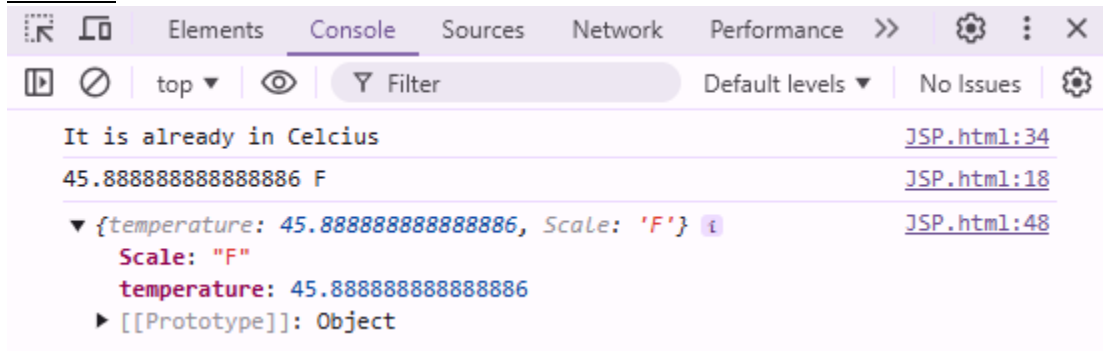 Elements Console Sources Network Performance
top Filter Default levels No Issues
It is already in Celcius JSP.html:34
45.888888888888886 F JSP.html:18
{temperature: 45.888888888888886, Scale: 'F'} i JSP.html:48
Scale: "F"
temperature: 45.888888888888886
[[Prototype]]: Object